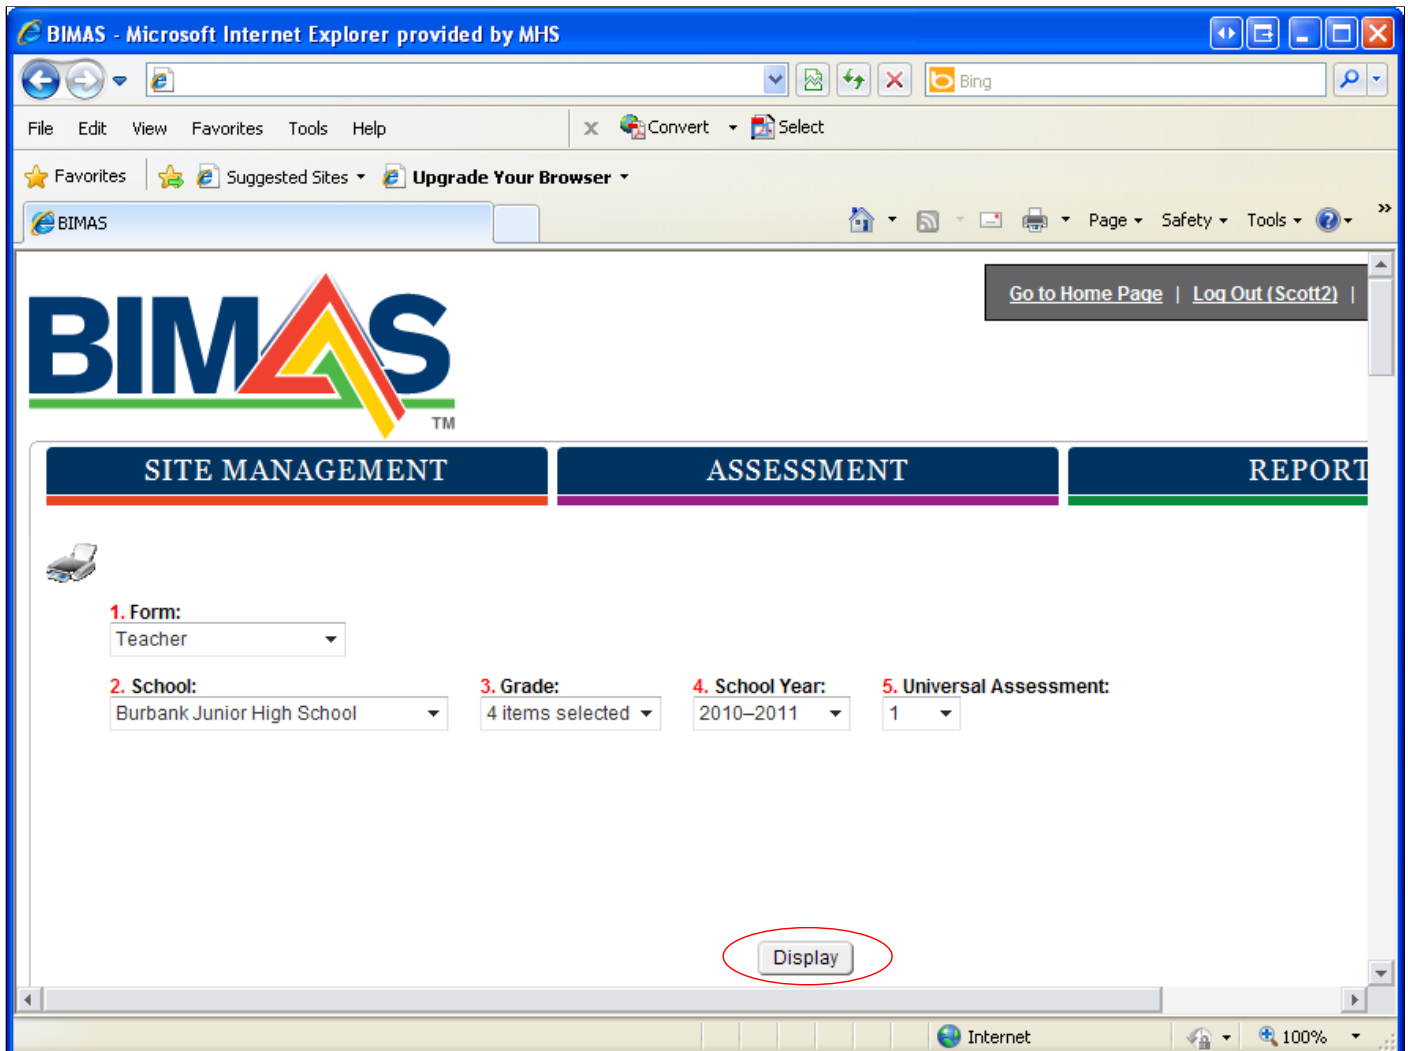 BIMAS - Microsoft Internet Explorer provided by MHS
Bing
File Edit View Favorites Tools Help x Convert Select
Favorites Suggested Sites Upgrade Your Browser
BIMAS Page Safety Tools »
Go to Home Page | Log Out (Scott2) |
BIMAS TM
SITE MANAGEMENT ASSESSMENT REPORT
1. Form:
Teacher
2. School: 3. Grade: 4. School Year: 5. Universal Assessment:
Burbank Junior High School 4 items selected 2010–2011 1
Display
Internet 100%